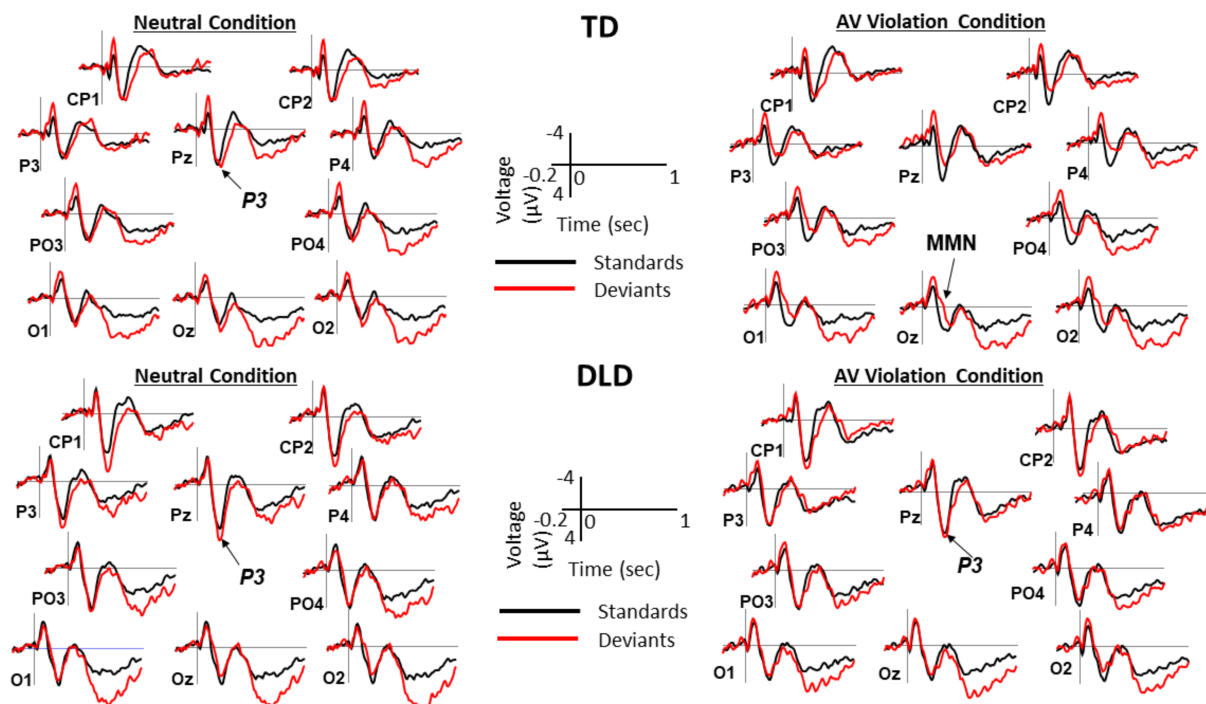 Neutral Condition
TD
AV Violation Condition
CP1
CP2
CP1
CP2
P3
Pz
P4
P3
Pz
P4
P3
-4
-0.2
0
1
4
Voltage
(µV)
Time (sec)
PO3
PO4
PO3
PO4
MMN
Standards
Deviants
O1
Oz
O2
O1
Oz
O2
Neutral Condition
DLD
AV Violation Condition
CP1
CP2
CP1
CP2
P3
Pz
P4
P3
Pz
P4
-4
-0.2
0
1
4
Voltage
(µV)
Time (sec)
P3
P3
PO3
PO4
PO3
PO4
Standards
Deviants
O1
Oz
O2
O1
Oz
O2